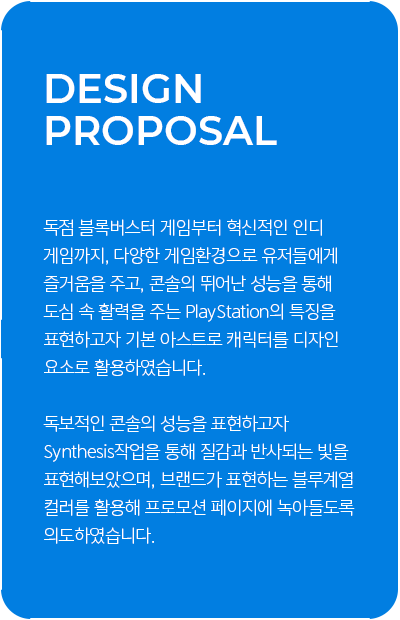 DESIGN
PROPOSAL
독점 블록버스터 게임부터 혁신적인 인디
게임까지, 다양한 게임환경으로 유저들에게
즐거움을 주고, 콘솔의 뛰어난 성능을 통해
도심 속 활력을 주는 PlayStation의 특징을
표현하고자 기본 아스트로 캐릭터를 디자인
요소로 활용하였습니다.
독보적인 콘솔의 성능을 표현하고자
Synthesis작업을 통해 질감과 반사되는 빛을
표현해보았으며, 브랜드가 표현하는 블루계열
컬러를 활용해 프로모션 페이지에 녹아들도록
의도하였습니다.